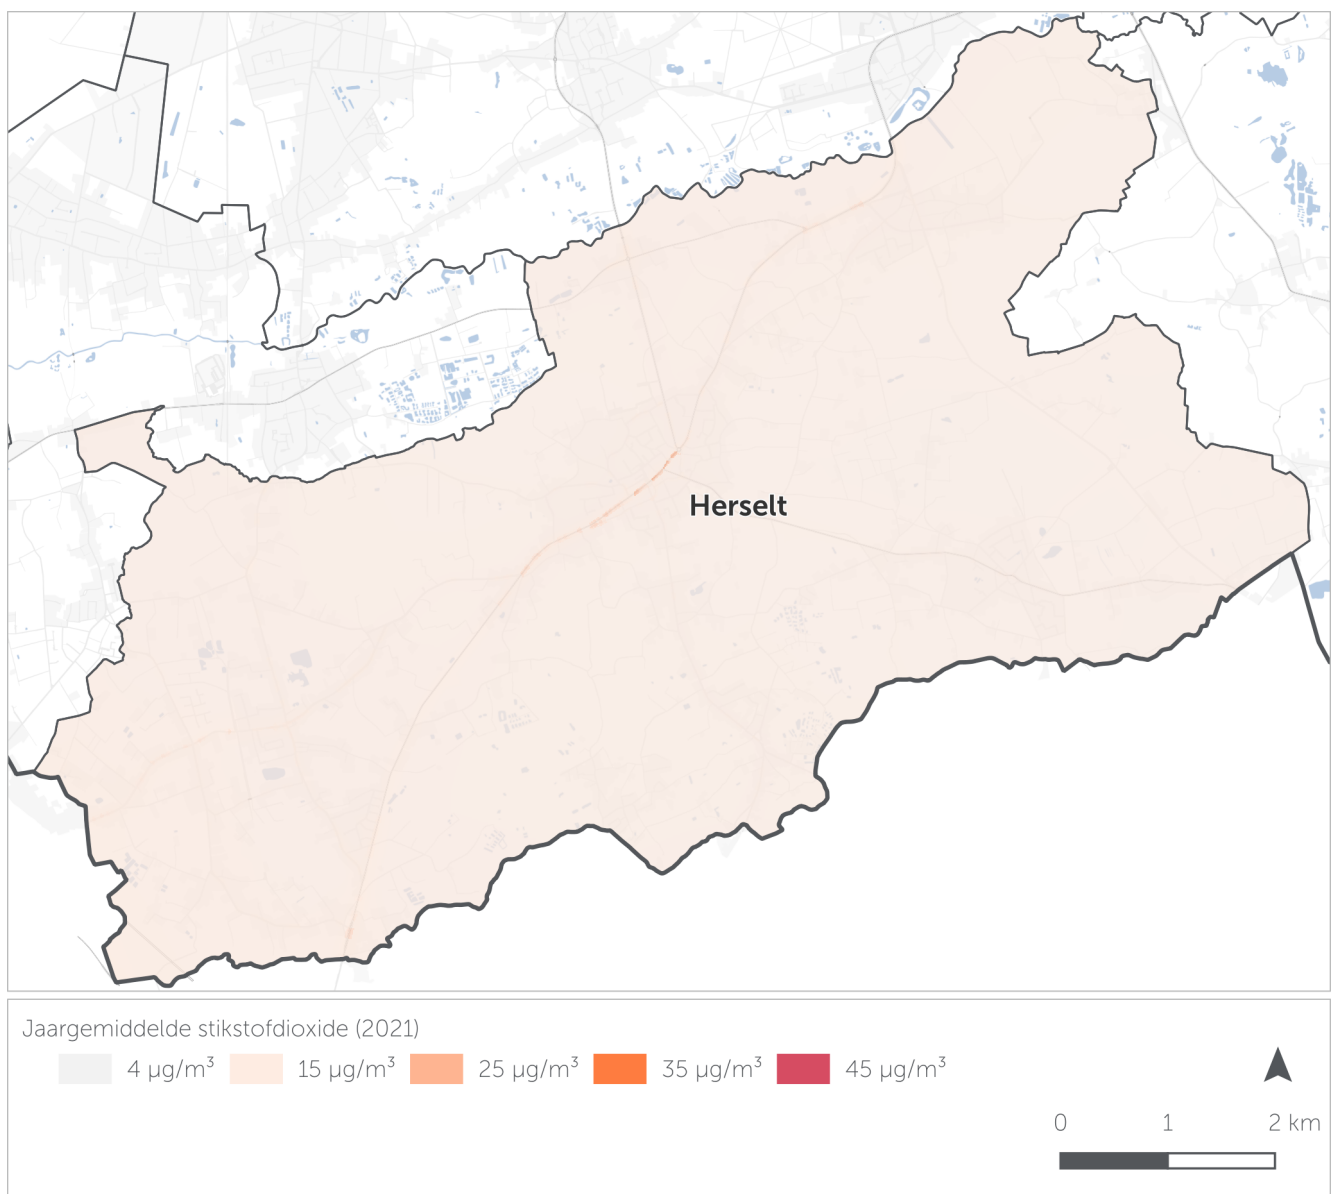 Herselt
Jaargemiddelde stikstofdioxide (2021)
4 µg/m³ 15 µg/m³ 25 µg/m³ 35 µg/m³ 45 µg/m³
0 1 2 km